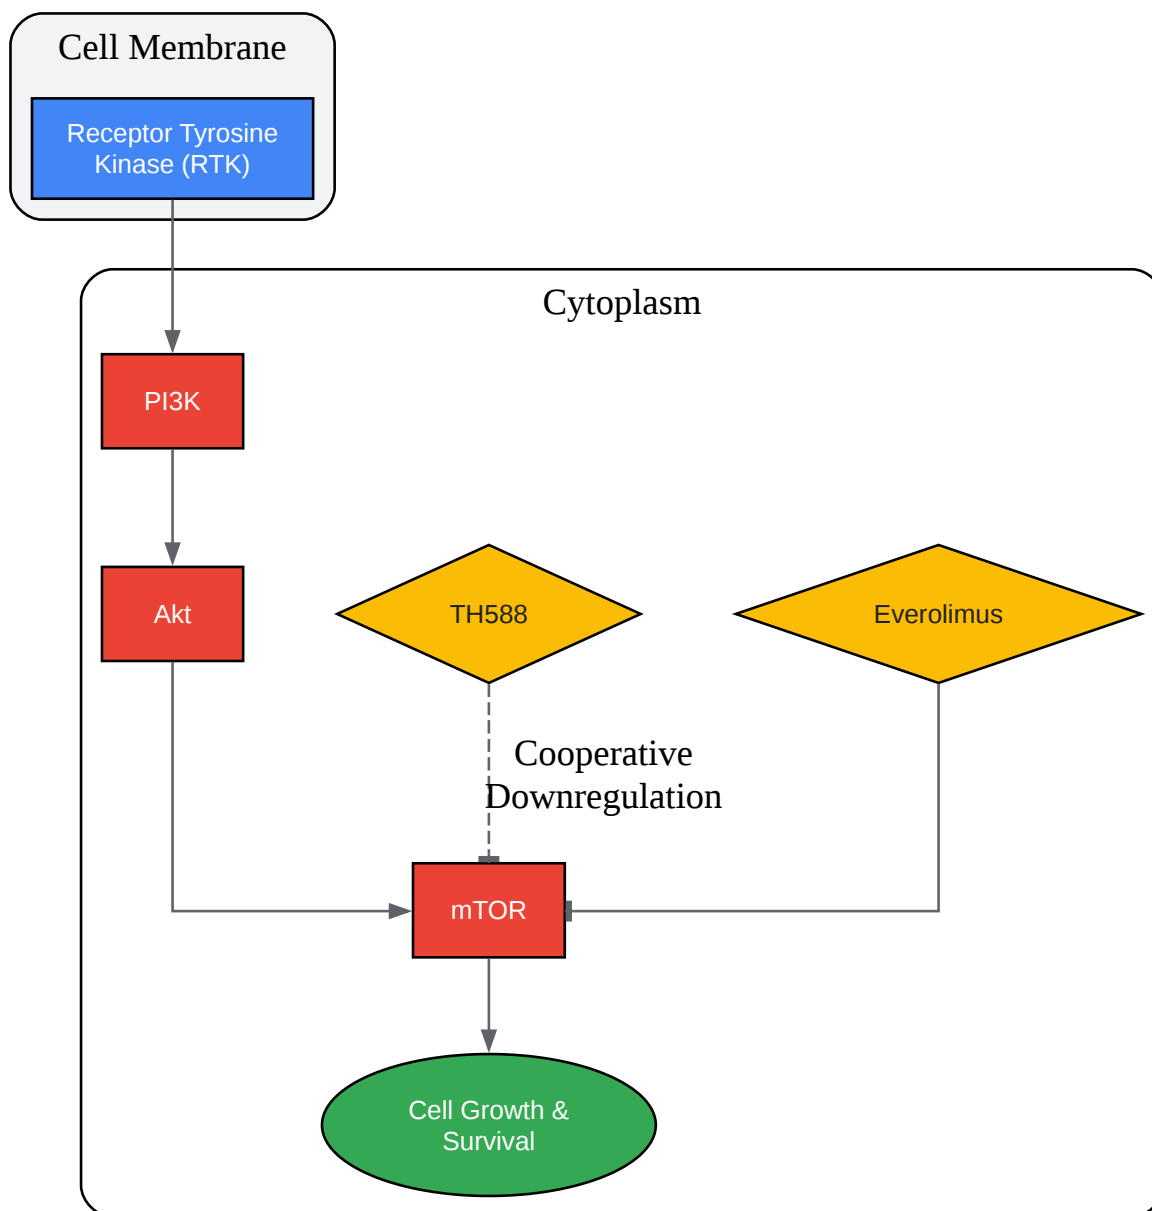 Cell Membrane
Receptor Tyrosine
Kinase (RTK)
Cytoplasm
PI3K
Akt
TH588
Everolimus
Cooperative
Downregulation
mTOR
Cell Growth &
Survival